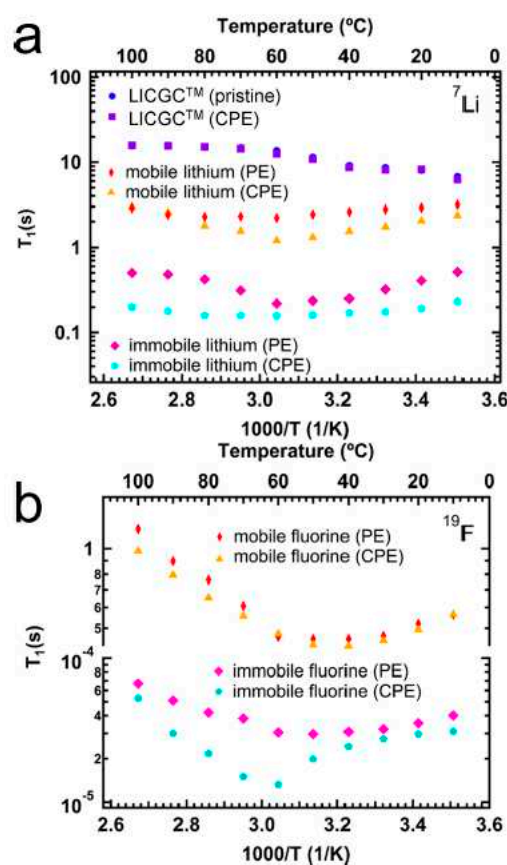 a
Temperature (ºC)
100 80 60 40 20 0
100
10
1
0.1
T₁(s)
⁷Li
LICGC™ (pristine)
LICGC™ (CPE)
mobile lithium (PE)
mobile lithium (CPE)
immobile lithium (PE)
immobile lithium (CPE)
2.6 2.8 3.0 3.2 3.4 3.6
1000/T (1/K)
b
Temperature (ºC)
100 80 60 40 20 0
¹⁹F
mobile fluorine (PE)
mobile fluorine (CPE)
T₁(s)
1
8
6
5
10⁻⁴
8
6
4
2
10⁻⁵
immobile fluorine (PE)
immobile fluorine (CPE)
2.6 2.8 3.0 3.2 3.4 3.6
1000/T (1/K)